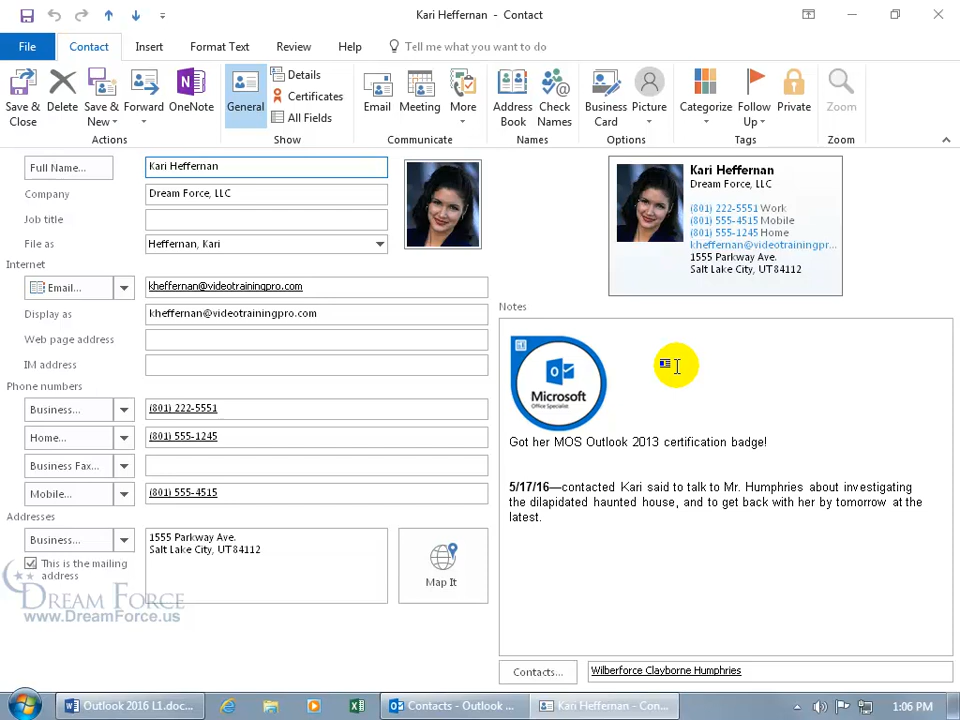 Kari Heffernan - Contact
File Contact Insert Format Text Review Help Tell me what you want to do
Save & Close
Delete
Save & New
Forward
OneNote
Actions
General
Details
Certificates
All Fields
Show
Email
Meeting
More
Communicate
Address Book
Check Names
Names
Business Card
Picture
Options
Categorize
Follow Up
Private
Tags
Zoom
Zoom
Full Name... Kari Heffernan
Company Dream Force, LLC
Job title
File as Heffernan, Kari
Internet
Email... kheffernan@videotrainingpro.com
Display as kheffernan@videotrainingpro.com
Web page address
IM address
Phone numbers
Business... (801) 222-5551
Home... (801) 555-1245
Business Fax...
Mobile... (801) 555-4515
Addresses
Business... 1555 Parkway Ave.
Salt Lake City, UT84112
This is the mailing address
Map It
DREAM FORCE
www.DreamForce.us
Kari Heffernan
Dream Force, LLC
(801) 222-5551 Work
(801) 555-4515 Mobile
(801) 555-1245 Home
kheffernan@videotrainingpr...
1555 Parkway Ave.
Salt Lake City, UT84112
Notes
Microsoft
Office Specialist
Got her MOS Outlook 2013 certification badge!
5/17/16—contacted Kari said to talk to Mr. Humphries about investigating
the dilapidated haunted house, and to get back with her by tomorrow at the
latest.
Contacts... Wilberforce Clayborne Humphries
Outlook 2016 L1.doc...
Contacts - Outlook ...
Kari Heffernan - Con...
1:06 PM